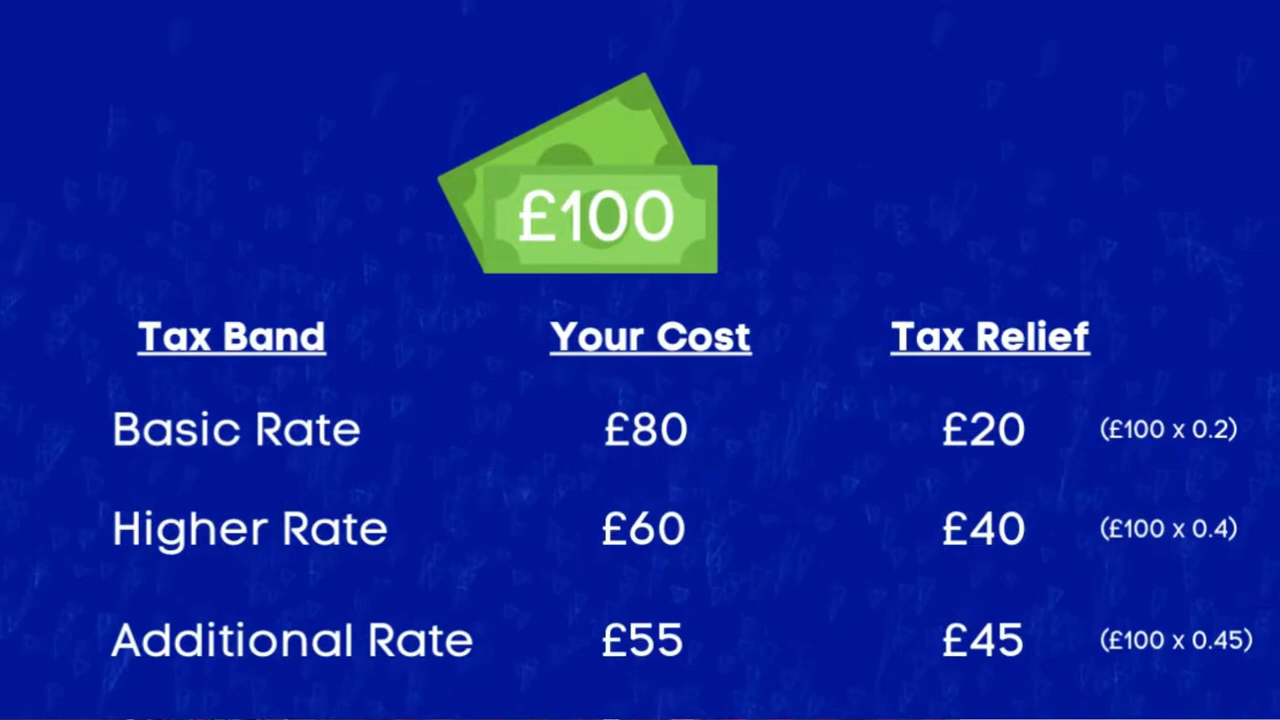 £100
Tax Band Your Cost Tax Relief
Basic Rate £80 £20 (£100 x 0.2)
Higher Rate £60 £40 (£100 x 0.4)
Additional Rate £55 £45 (£100 x 0.45)